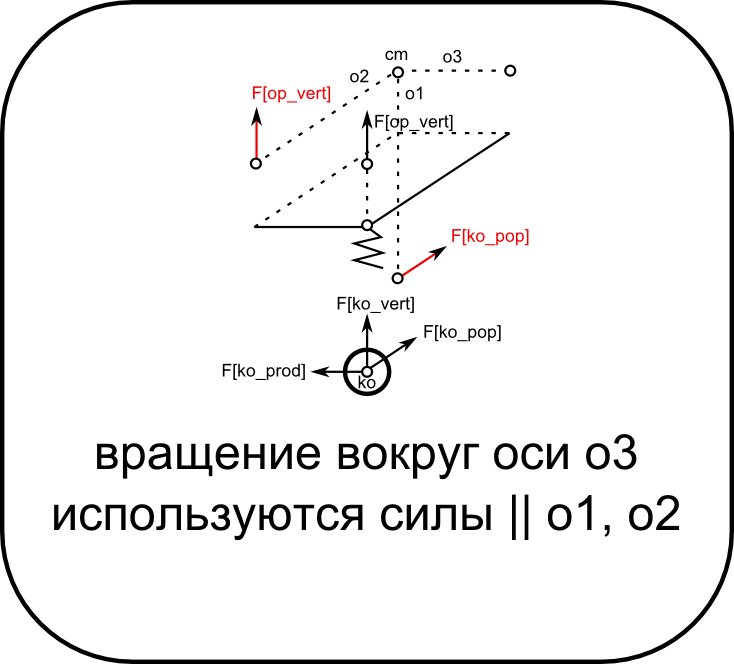 cm
o3
o2
F[op_vert]
o1
F[op_vert]
F[ko_pop]
F[ko_vert]
F[ko_pop]
F[ko_prod]
ko
вращение вокруг оси о3
используются силы || о1, о2